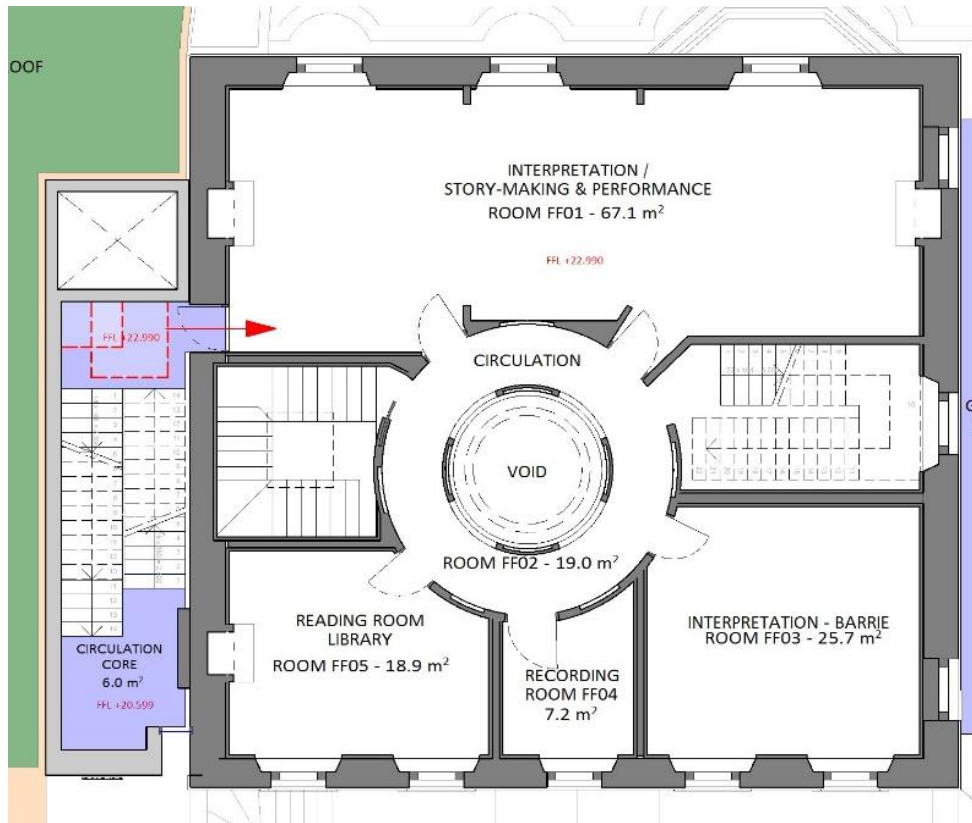 OOF
INTERPRETATION /
STORY-MAKING & PERFORMANCE
ROOM FF01 - 67.1 m²
FFL +22.990
FFL +22.990
CIRCULATION
VOID
G
ROOM FF02 - 19.0 m²
READING ROOM
LIBRARY
ROOM FF05 - 18.9 m²
INTERPRETATION - BARRIE
ROOM FF03 - 25.7 m²
RECORDING
ROOM FF04
7.2 m²
CIRCULATION
CORE
6.0 m²
FFL +20.599